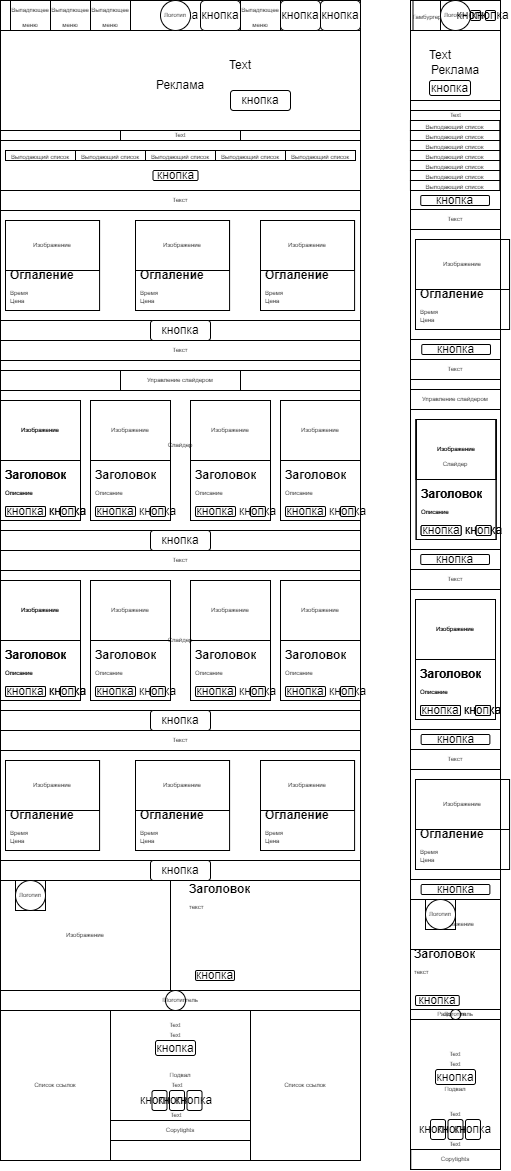 Выпадающее Выпадающее Выпадающее Логотип кнопка Выпадающее кнопка кнопка
меню меню меню меню
Text
Реклама
кнопка
Text
Выпадающий список Выпадающий список Выпадающий список Выпадающий список Выпадающий список
кнопка
Текст
Изображение Изображение Изображение
Оглаление Оглаление Оглаление
Время Время Время
Цена Цена Цена
кнопка
Текст
Управление слайдером
Изображение Изображение Изображение Изображение
Слайдер
Заголовок Заголовок Заголовок Заголовок
Описание Описание Описание Описание
кнопка кнопка кнопка кнопка кнопка кнопка кнопка кнопка
кнопка
Текст
Изображение Изображение Изображение Изображение
Слайдер
Заголовок Заголовок Заголовок Заголовок
Описание Описание Описание Описание
кнопка кнопка кнопка кнопка кнопка кнопка кнопка кнопка
кнопка
Текст
Изображение Изображение Изображение
Оглаление Оглаление Оглаление
Время Время Время
Цена Цена Цена
кнопка
Логотип
Изображение
Заголовок
текст
кнопка
Логотип
Список ссылок
Text
Text
кнопка
Подвал
Text
кнопка кнопка кнопка
Text
Copyrights
Список ссылок
Логотип кнопка кнопка
Text
Реклама
кнопка
Text
Выпадающий список
Выпадающий список
Выпадающий список
Выпадающий список
Выпадающий список
Выпадающий список
Выпадающий список
кнопка
Текст
Изображение
Оглаление
Время
Цена
кнопка
Текст
Управление слайдером
Изображение
Слайдер
Заголовок
Описание
кнопка кнопка
кнопка
Текст
Изображение
Заголовок
Описание
кнопка кнопка
кнопка
Текст
Изображение
Оглаление
Время
Цена
кнопка
Логотип
Заголовок
текст
кнопка
Text
Text
кнопка
Подвал
Text
кнопка кнопка кнопка
Text
Copyrights